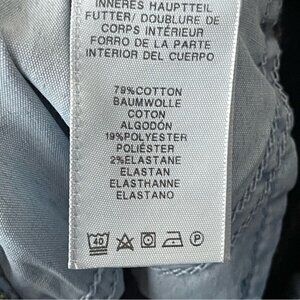 INNERES HAUPTTEIL
FUTTER/ DOUBLURE DE
CORPS INTÉRIEUR
FORRO DE LA PARTE
INTERIOR DEL CUERPO
79%COTTON
BAUMWOLLE
COTON
ALGODÓN
19%POLYESTER
POLIÉSTER
2%ELASTANE
ELASTAN
ELASTHANNE
ELASTANO
40
P